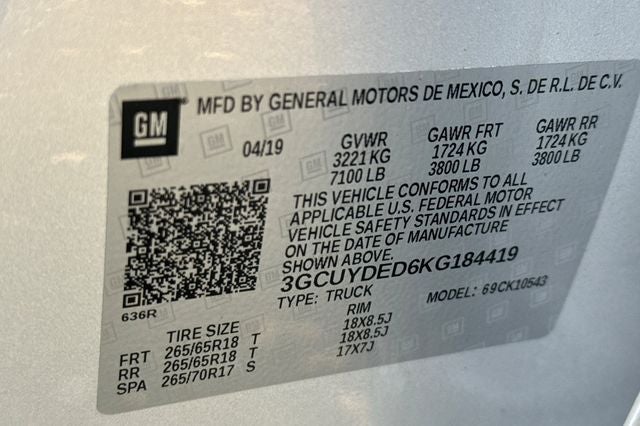 GM MFD BY GENERAL MOTORS DE MEXICO, S. DE R.L. DE C.V.
04/19 GVWR GAWR FRT GAWR RR
3221 KG 1724 KG 1724 KG
7100 LB 3800 LB 3800 LB
THIS VEHICLE CONFORMS TO ALL
APPLICABLE U.S. FEDERAL MOTOR
VEHICLE SAFETY STANDARDS IN EFFECT
ON THE DATE OF MANUFACTURE
SHOWN ABOVE.
3GCUYDED6KG184419
636R TYPE: TRUCK MODEL: 69CK10543
TIRE SIZE RIM
FRT 265/65R18 T 18X8.5J
RR 265/65R18 T 18X8.5J
SPA 265/70R17 S 17X7J